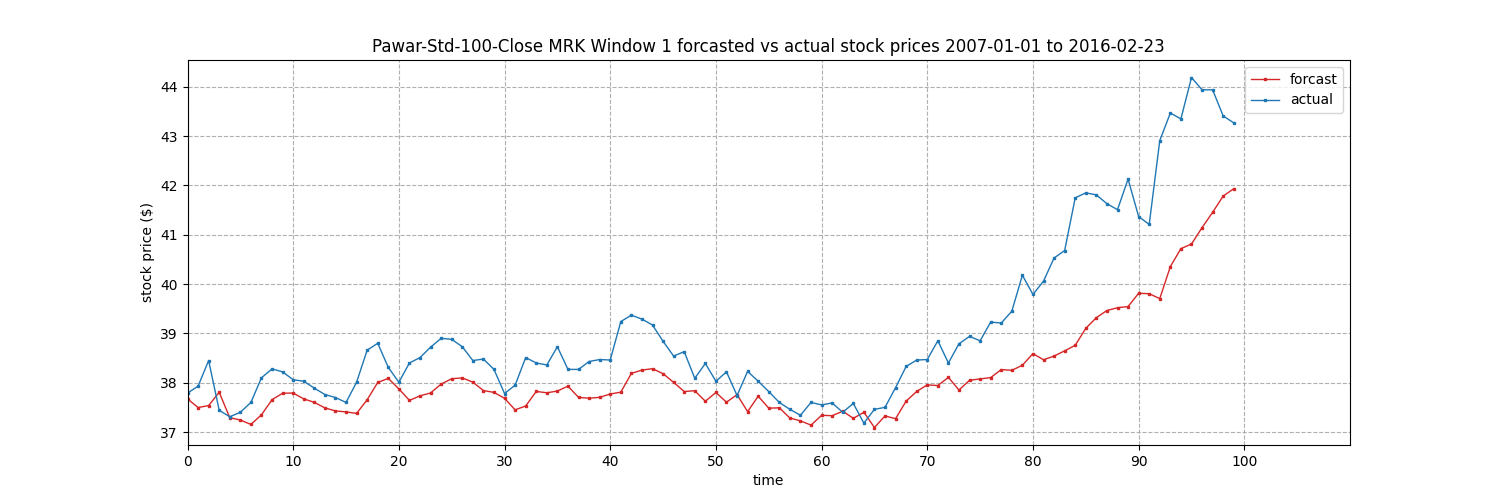 Pawar-Std-100-Close MRK Window 1 forcasted vs actual stock prices 2007-01-01 to 2016-02-23
forcast
actual
stock price ($)
44
43
42
41
40
39
38
37
0 10 20 30 40 50 60 70 80 90 100
time